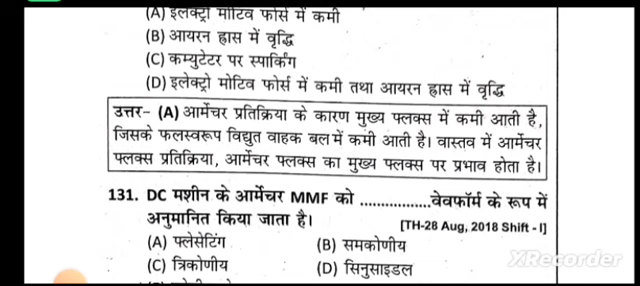 (A) इलेक्ट्रो मोटिव फोर्स में कमी
(B) आयरन ह्रास में वृद्धि
(C) कम्युटेटर पर स्पार्किंग
(D) इलेक्ट्रो मोटिव फोर्स में कमी तथा आयरन ह्रास में वृद्धि
उत्तर– (A) आर्मेचर प्रतिक्रिया के कारण मुख्य फ्लक्स में कमी आती है,
जिसके फलस्वरूप विद्युत वाहक बल में कमी आती है। वास्तव में आर्मेचर
फ्लक्स प्रतिक्रिया, आर्मेचर फ्लक्स का मुख्य फ्लक्स पर प्रभाव होता है।
131. DC मशीन के आर्मेचर MMF को ................वेवफॉर्म के रूप में
अनुमानित किया जाता है।
[TH-28 Aug, 2018 Shift - I]
(A) फ्लेसेटिंग (B) समकोणीय
(C) त्रिकोणीय (D) सिनुसाइडल
XRecorder